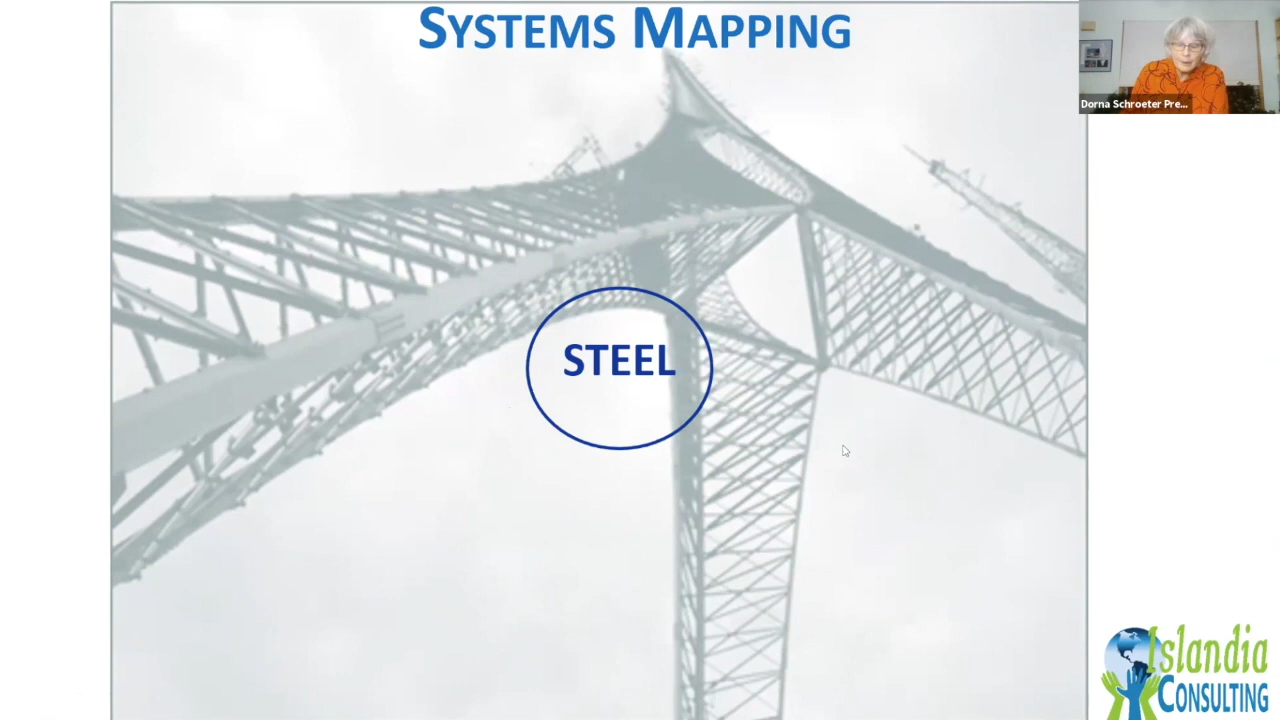 SYSTEMS MAPPING
Dorna Schroeter Pre...
STEEL
Islandia
CONSULTING